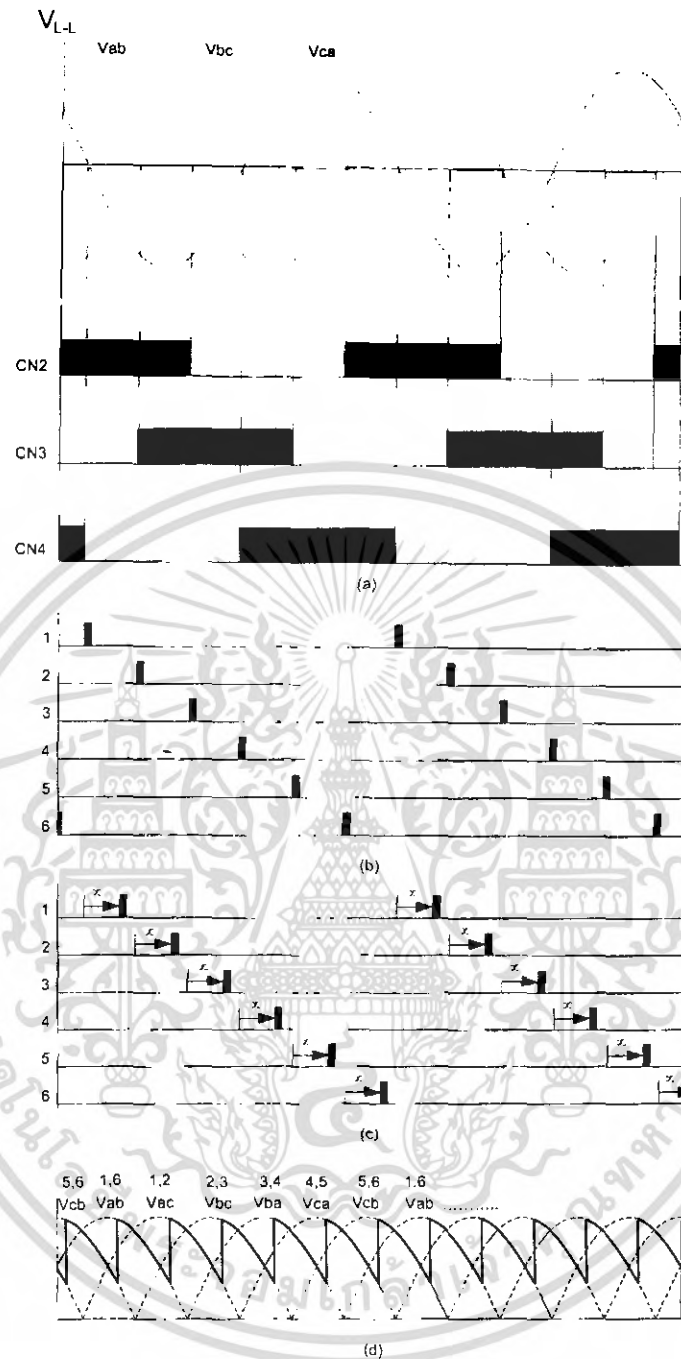 V_L-L
Vab Vbc Vca
CN2
CN3
CN4
(a)
1
2
3
4
5
6
(b)
1 x x
2 x x
3 x x
4 x x
5 x x
6 x x
(c)
5,6 1,6 1,2 2,3 3,4 4,5 5,6 1,6
Vcb Vab Vac Vbc Vba Vca Vcb Vab ..........
(d)